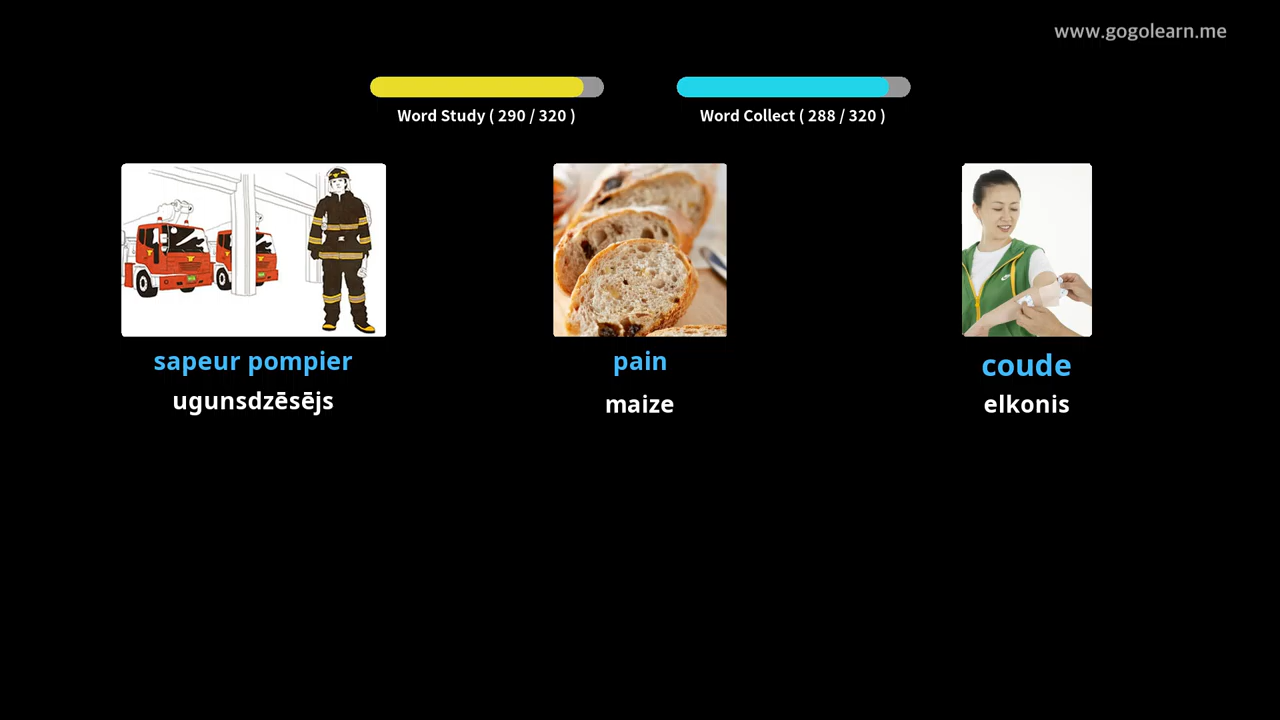 www.gogolearn.me
Word Study ( 290 / 320 )
Word Collect ( 288 / 320 )
sapeur pompier
ugunsdzēsējs
pain
maize
coude
elkonis